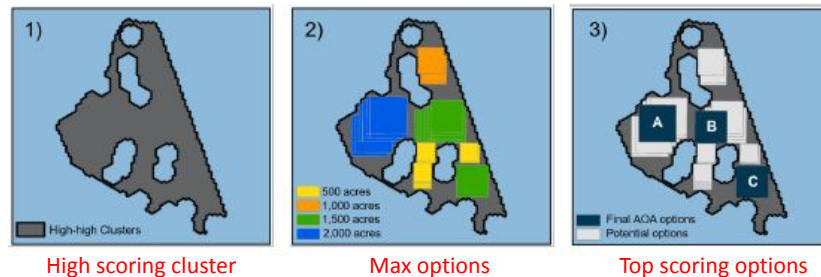 1)
High-high Clusters
High scoring cluster
2)
500 acres
1,000 acres
1,500 acres
2,000 acres
Max options
3)
A
B
C
Final AOA options
Potential options
Top scoring options